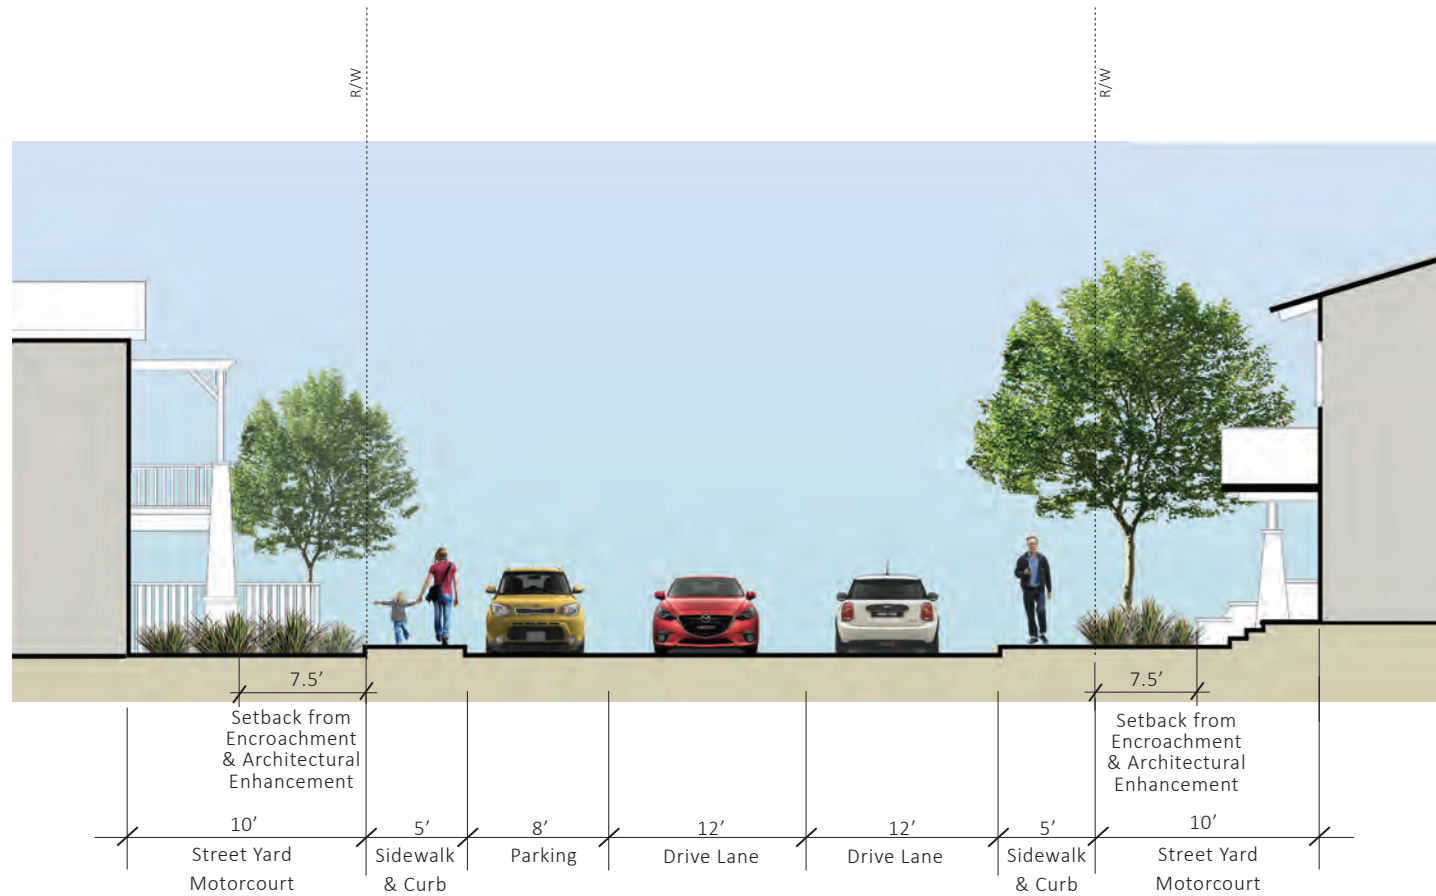 R/W
R/W
7.5’
7.5’
Setback from
Encroachment
& Architectural
Enhancement
Setback from
Encroachment
& Architectural
Enhancement
10’
5’
8’
12’
12’
5’
10’
Street Yard
Motorcourt
Sidewalk
& Curb
Parking
Drive Lane
Drive Lane
Sidewalk
& Curb
Street Yard
Motorcourt